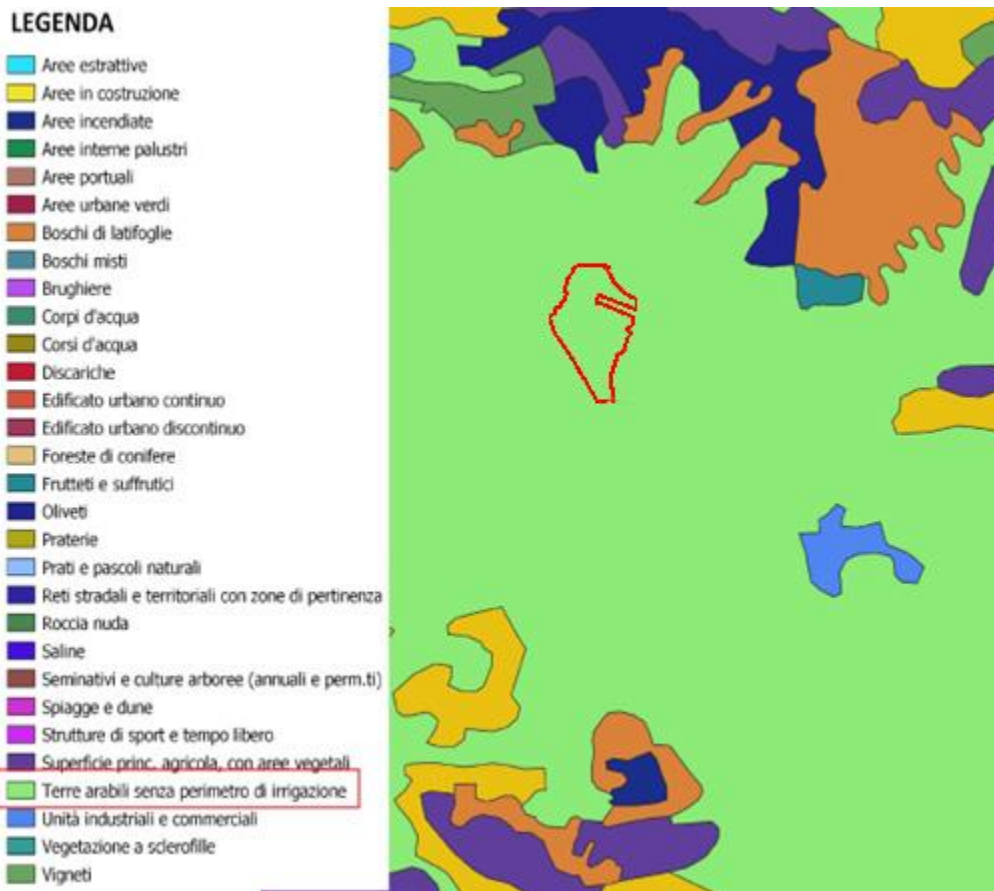 LEGENDA
Aree estrattive
Aree in costruzione
Aree incendiate
Aree interne palustri
Aree portuali
Aree urbane verdi
Boschi di latifoglie
Boschi misti
Brughiere
Corpi d'acqua
Corsi d'acqua
Discariche
Edificato urbano continuo
Edificato urbano discontinuo
Foreste di conifere
Frutteti e suffrutici
Oliveti
Praterie
Prati e pascoli naturali
Reti stradali e territoriali con zone di pertinenza
Roccia nuda
Saline
Seminativi e culture arboree (annuali e perm.ti)
Spiagge e dune
Strutture di sport e tempo libero
Superficie princ. agricola, con aree vegetali
Terre arabili senza perimetro di irrigazione
Unità industriali e commerciali
Vegetazione a sclerofille
Vigneti